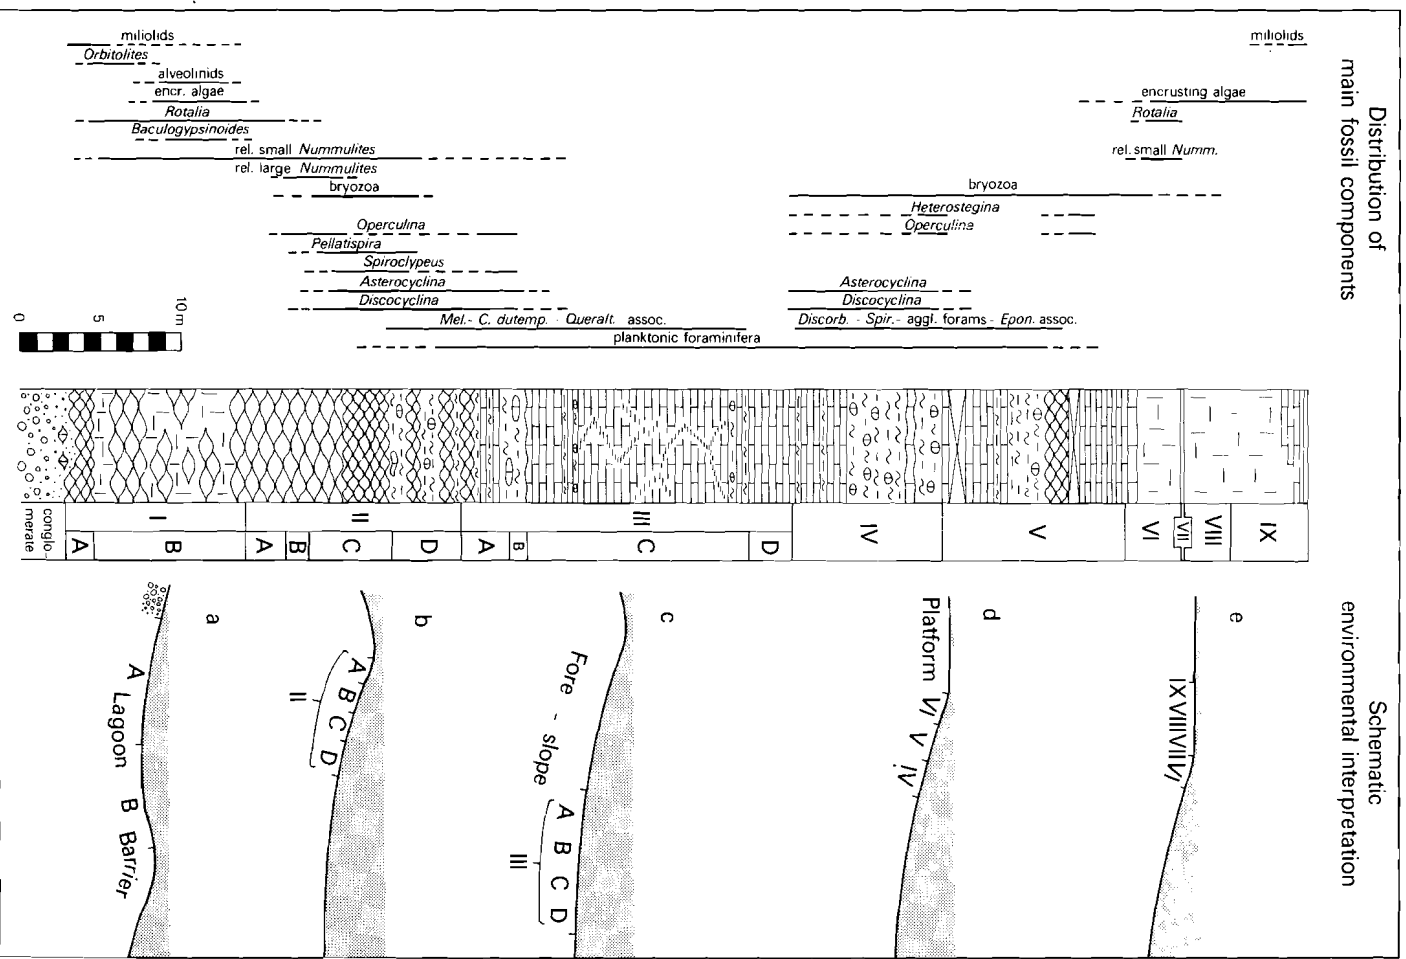 Distribution of
main fossil components
miliolids
miliolids
Orbitolites
alveolinids
encr. algae
encrusting algae
Rotalia
Rotalia
Baculogypsinoides
rel. small Nummulites
rel. small Numm.
rel. large Nummulites
bryozoa
bryozoa
Heterostegina
Operculina
Operculina
Pellatispira
Spiroclypeus
Asterocyclina
Asterocyclina
Discocyclina
Discocyclina
Mel.- C. dutemp. - Queralt. assoc.
Discorb. - Spir.- aggl. forams - Epon. assoc.
planktonic foraminifera
0 5 10 m
conglo-
merate
I II III IV V VI VII VIII IX
A B A B C D A B C D
Schematic
environmental interpretation
a
A Lagoon B Barrier
b
A B C D
II
c
Fore - slope A B C D
III
d
Platform VI V IV
e
IX VIII VII VI